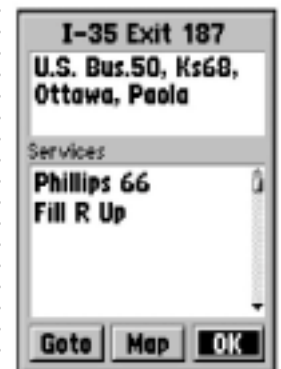 I-35 Exit 187
U.S. Bus.50, Ks68,
Ottawa, Paola
Services
Phillips 66
Fill R Up
Goto Map OK